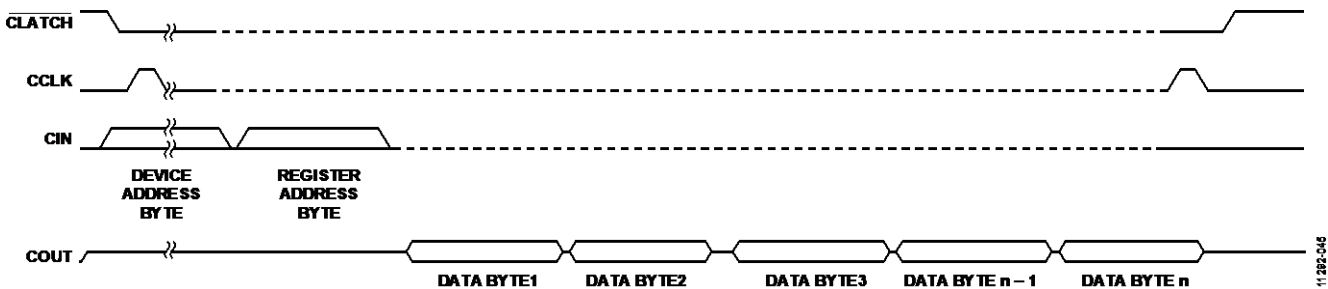 CLATCH
CCLK
CIN
DEVICE
ADDRESS
BYTE
REGISTER
ADDRESS
BYTE
COUT
DATA BYTE1
DATA BYTE2
DATA BYTE3
DATA BYTE n – 1
DATA BYTE n
11292-045